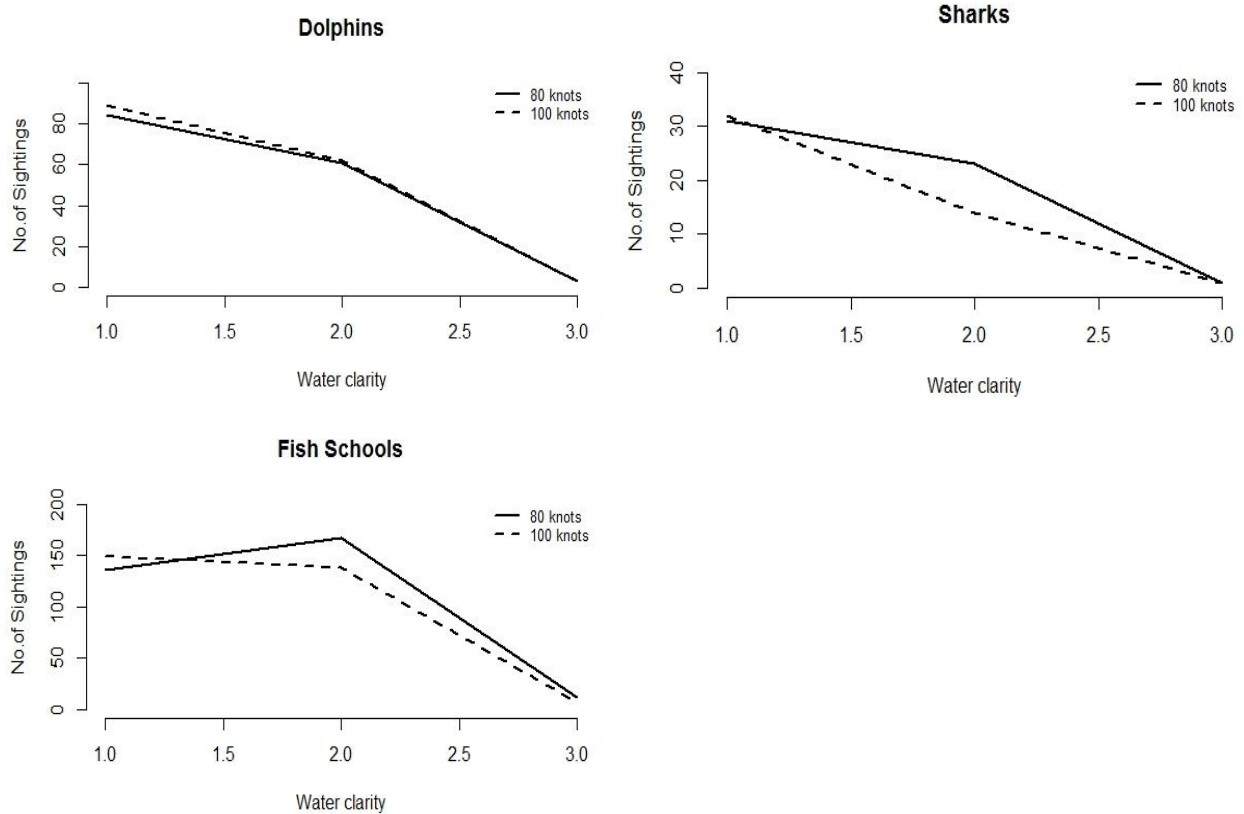 Dolphins
80 knots
100 knots
No.of Sightings
80
60
40
20
0
1.0 1.5 2.0 2.5 3.0
Water clarity
Sharks
80 knots
100 knots
No.of Sightings
40
30
20
10
0
1.0 1.5 2.0 2.5 3.0
Water clarity
Fish Schools
80 knots
100 knots
No.of Sightings
200
150
100
50
0
1.0 1.5 2.0 2.5 3.0
Water clarity